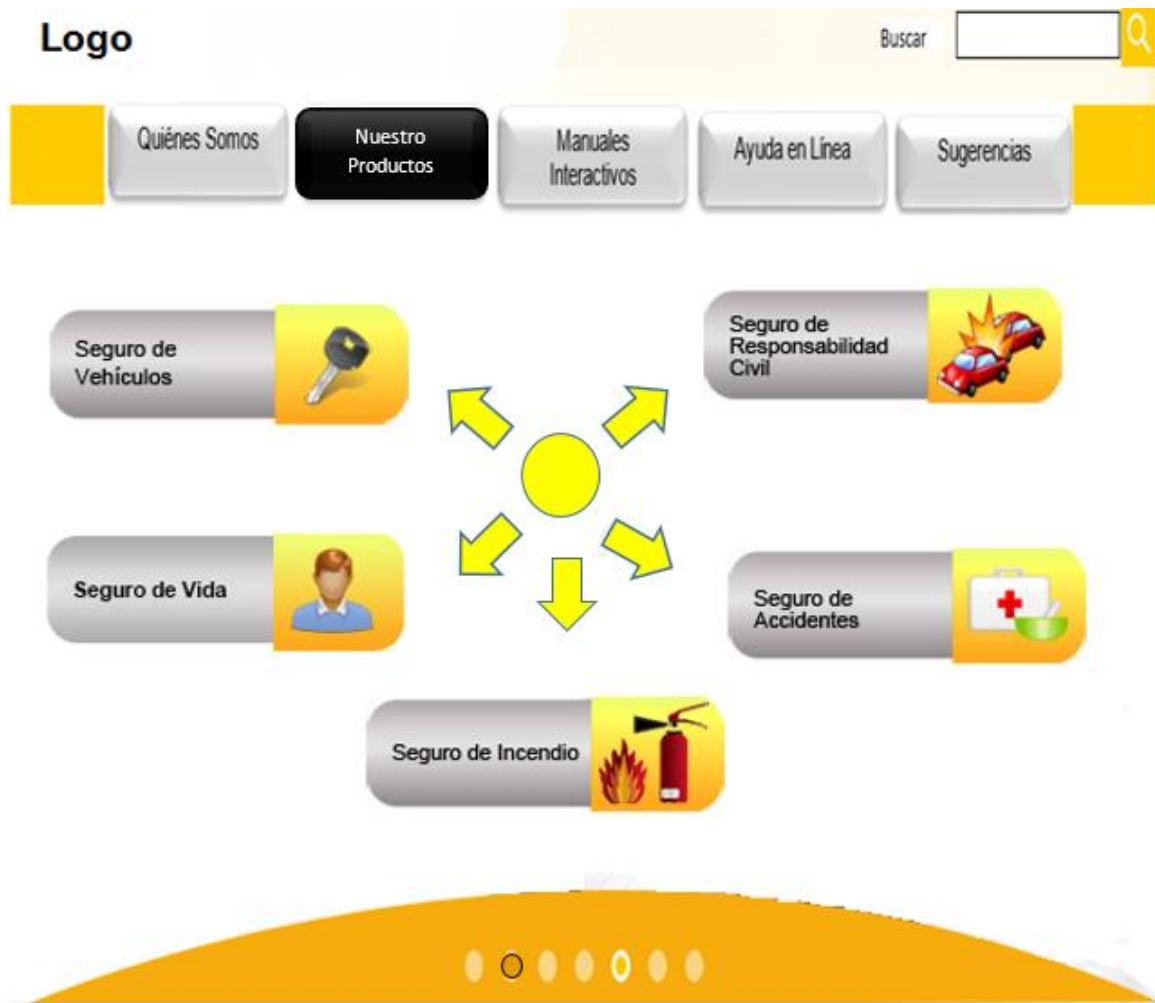 Logo
Buscar
Quiénes Somos
Nuestro
Productos
Manuales
Interactivos
Ayuda en Línea
Sugerencias
Seguro de
Vehículos
Seguro de
Responsabilidad
Civil
Seguro de Vida
Seguro de
Accidentes
Seguro de Incendio